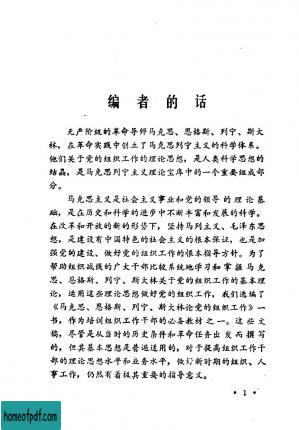 编者的话
无产阶级的革命导师马克思、恩格斯、列宁、斯大
林，在革命实践中创立了马克思列宁主义的科学体系。
他们关于党的组织工作的理论思想，是人类科学思想的
结晶，是马克思列宁主义理论宝库中的一个重要组成部
分。
马克思主义是社会主义事业和党的领导的理论基
础，是在历史和科学的进步中不断丰富和发展的科学。
在改革和开放的新的形势下，坚持马列主义、毛泽东思
想，是建设有中国特色的社会主义的根本保证，也是加
强党的建设、做好党的组织工作的根本指导方针。为了
帮助组织战线的广大干部比较系统地学习和掌握马克
思、恩格斯、列宁、斯大林关于党的组织工作的基本理
论，运用这些理论思想做好党的组织工作，我们选编了
《马克思、恩格斯、列宁、斯大林论党的组织工作》一
书，作为培训组织工作干部的必备教材之一。这些文
稿，尽管是从当时的历史条件和革命任务出发而撰写
的，但其基本思想是普遍适用的，对于提高组织工作干
部的理论思想水平和业务水平，做好新时期的组织、人
事工作，仍然有着极其重要的指导意义。
• 1 •
homeofpdf.com
homeofpdf.com